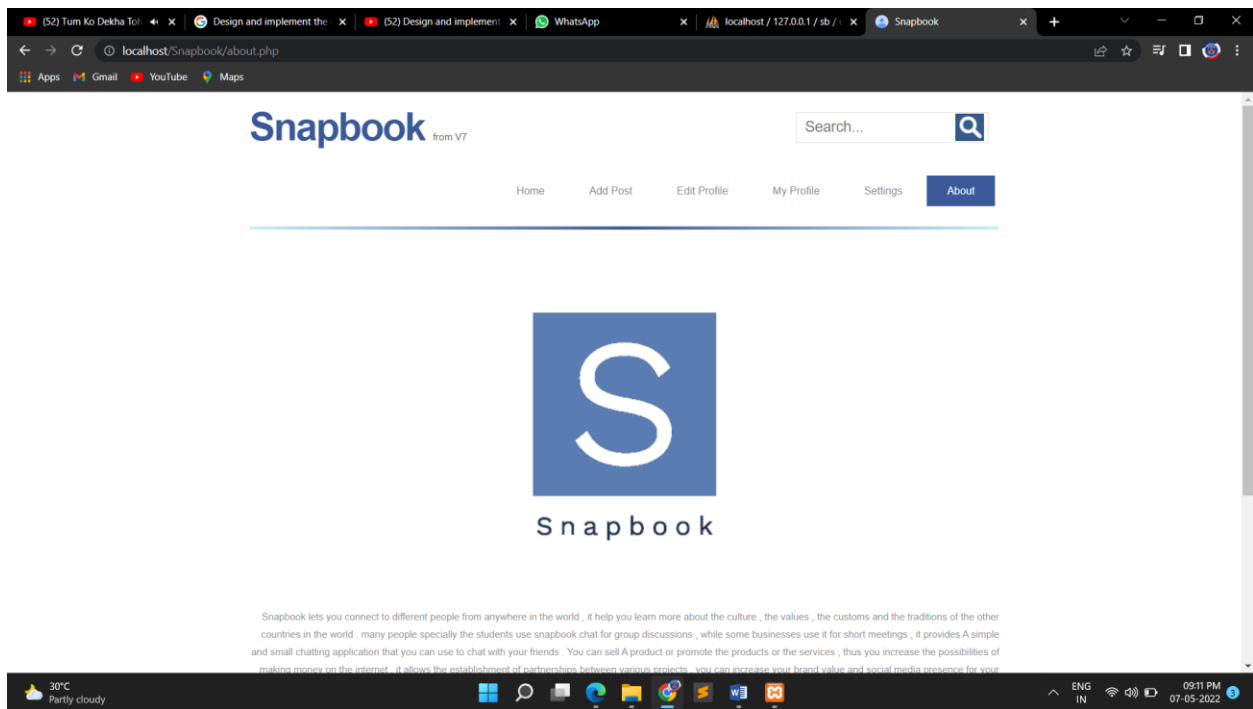 (52) Tum Ko Dekha Toh
Design and implement the
(52) Design and implement
WhatsApp
localhost / 127.0.0.1 / sb /
Snapbook
localhost/Snapbook/about.php
Apps Gmail YouTube Maps
Snapbook from V7
Search...
Home Add Post Edit Profile My Profile Settings About
S
Snapbook
Snapbook lets you connect to different people from anywhere in the world , it help you learn more about the culture , the values , the customs and the traditions of the other
countries in the world . many people specially the students use snapbook chat for group discussions , while some businesses use it for short meetings , it provides A simple
and small chatting application that you can use to chat with your friends . You can sell A product or promote the products or the services , thus you increase the possibilities of
making money on the internet , it allows the establishment of partnerships between various projects , you can increase your brand value and social media presence for your
30°C
Partly cloudy
ENG
IN
09:11 PM
07-05-2022
3